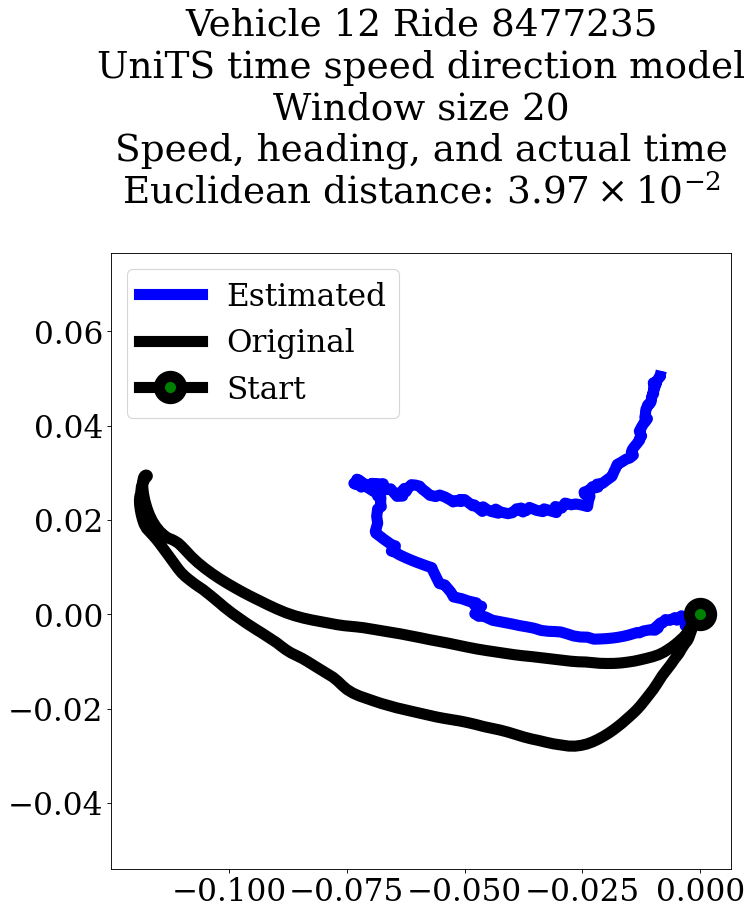 Vehicle 12 Ride 8477235
UniTS time speed direction model
Window size 20
Speed, heading, and actual time
Euclidean distance: 3.97 × 10⁻²
Estimated
Original
Start
0.06
0.04
0.02
0.00
−0.02
−0.04
−0.100 −0.075 −0.050 −0.025 0.000